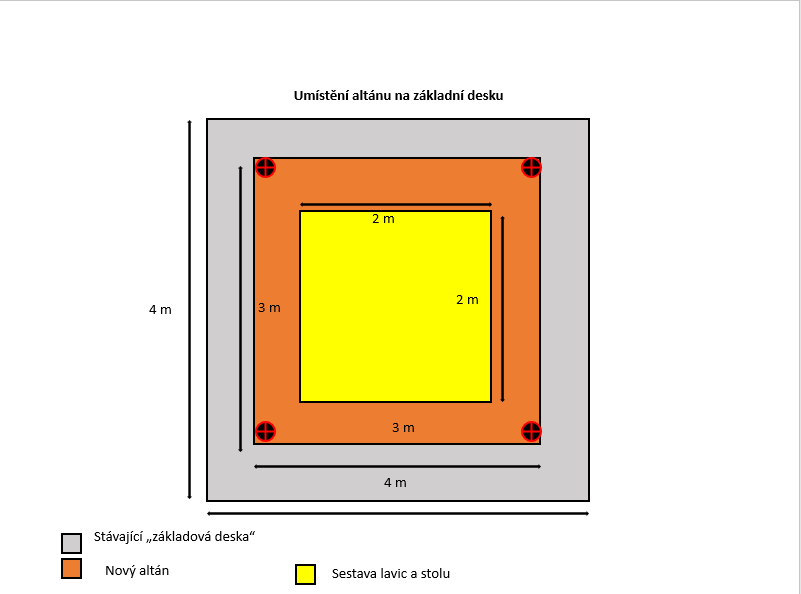 Umístění altánu na základní desku
2 m
2 m
4 m
3 m
3 m
4 m
Stávající „základová deska“
Nový altán
Sestava lavic a stolu